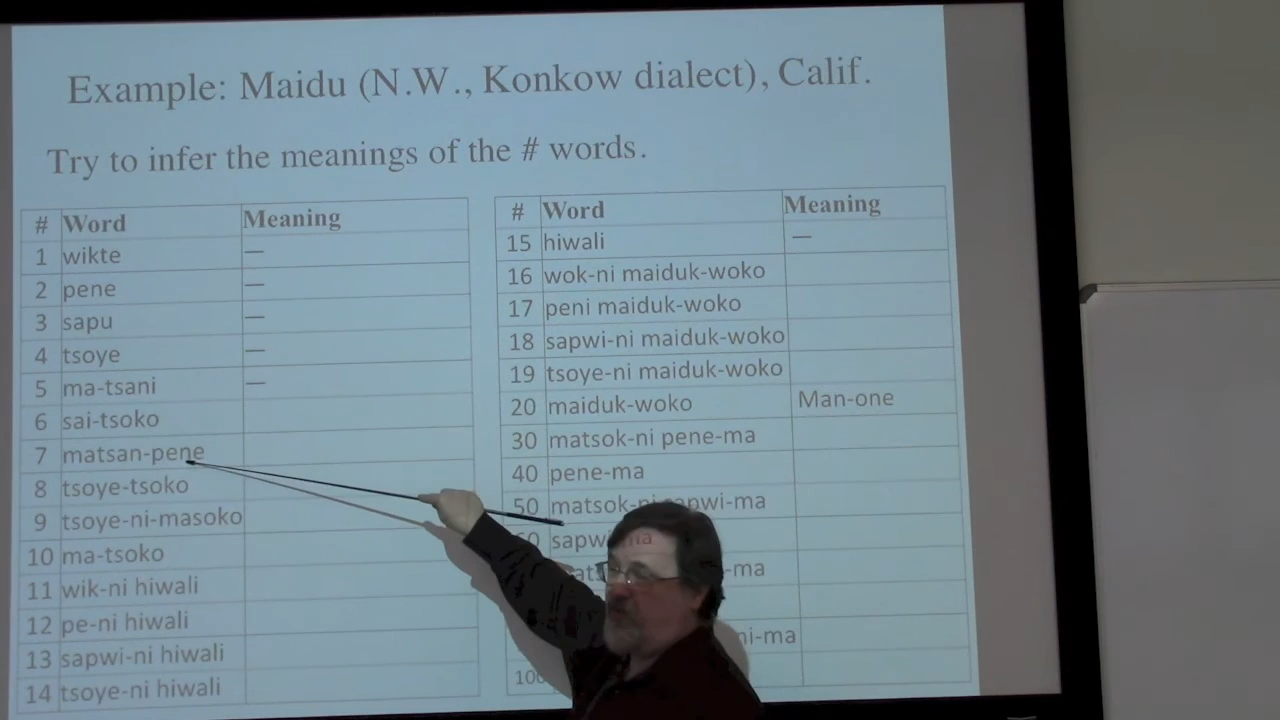 Example: Maidu (N.W., Konkow dialect), Calif.
Try to infer the meanings of the # words.
# Word Meaning
1 wikte —
2 pene —
3 sapu —
4 tsoye —
5 ma-tsani —
6 sai-tsoko
7 matsan-pene
8 tsoye-tsoko
9 tsoye-ni-masoko
10 ma-tsoko
11 wik-ni hiwali
12 pe-ni hiwali
13 sapwi-ni hiwali
14 tsoye-ni hiwali
# Word Meaning
15 hiwali —
16 wok-ni maiduk-woko
17 peni maiduk-woko
18 sapwi-ni maiduk-woko
19 tsoye-ni maiduk-woko
20 maiduk-woko Man-one
30 matsok-ni pene-ma
40 pene-ma
50 matsok-ni sapwi-ma